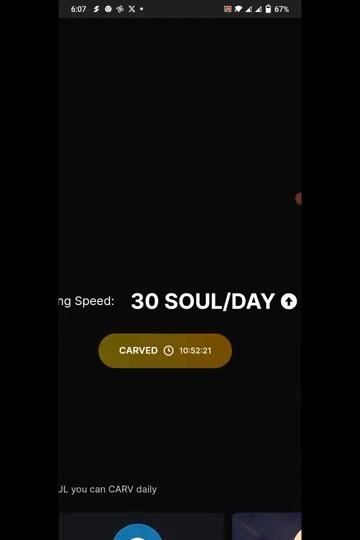 6:07 67%
ng Speed: 30 SOUL/DAY
CARVED 10:52:21
UL you can CARV daily